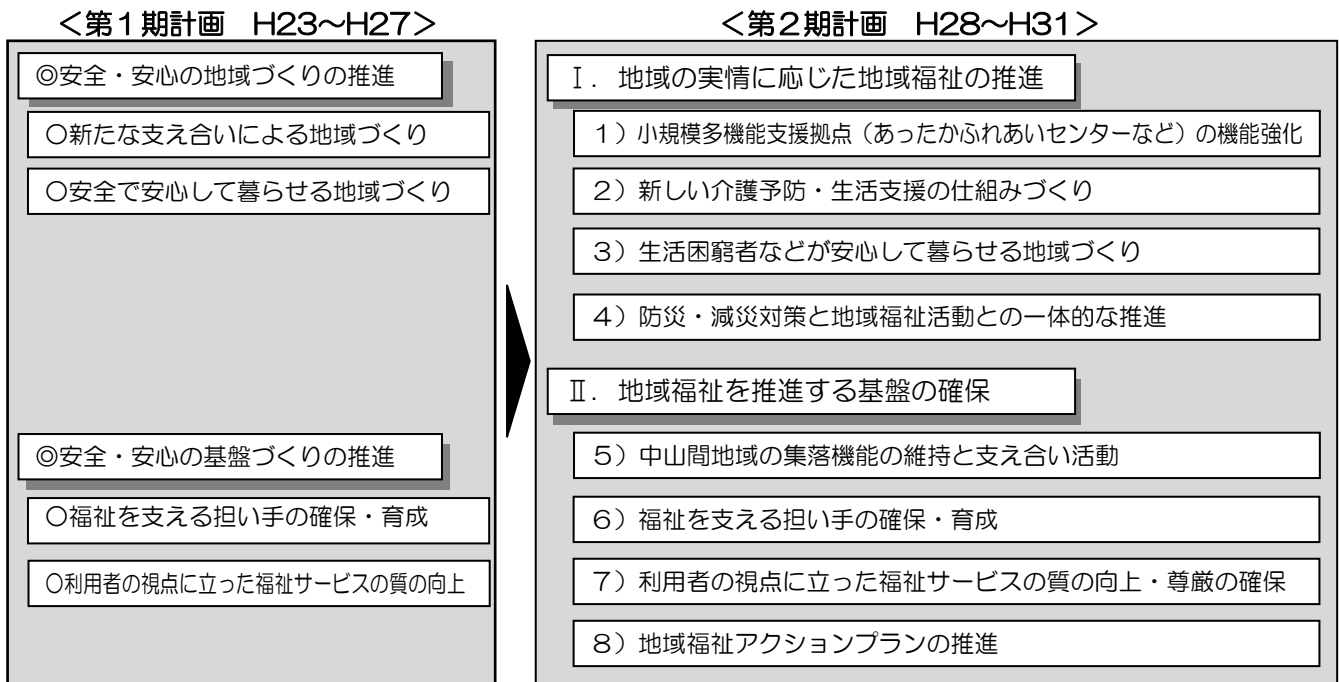 ＜第１期計画　H23～H27＞
◎安全・安心の地域づくりの推進
○新たな支え合いによる地域づくり
○安全で安心して暮らせる地域づくり
◎安全・安心の基盤づくりの推進
○福祉を支える担い手の確保・育成
○利用者の視点に立った福祉サービスの質の向上
＜第２期計画　H28～H31＞
Ⅰ．地域の実情に応じた地域福祉の推進
１）小規模多機能支援拠点（あったかふれあいセンターなど）の機能強化
２）新しい介護予防・生活支援の仕組みづくり
３）生活困窮者などが安心して暮らせる地域づくり
４）防災・減災対策と地域福祉活動との一体的な推進
Ⅱ．地域福祉を推進する基盤の確保
５）中山間地域の集落機能の維持と支え合い活動
６）福祉を支える担い手の確保・育成
７）利用者の視点に立った福祉サービスの質の向上・尊厳の確保
８）地域福祉アクションプランの推進